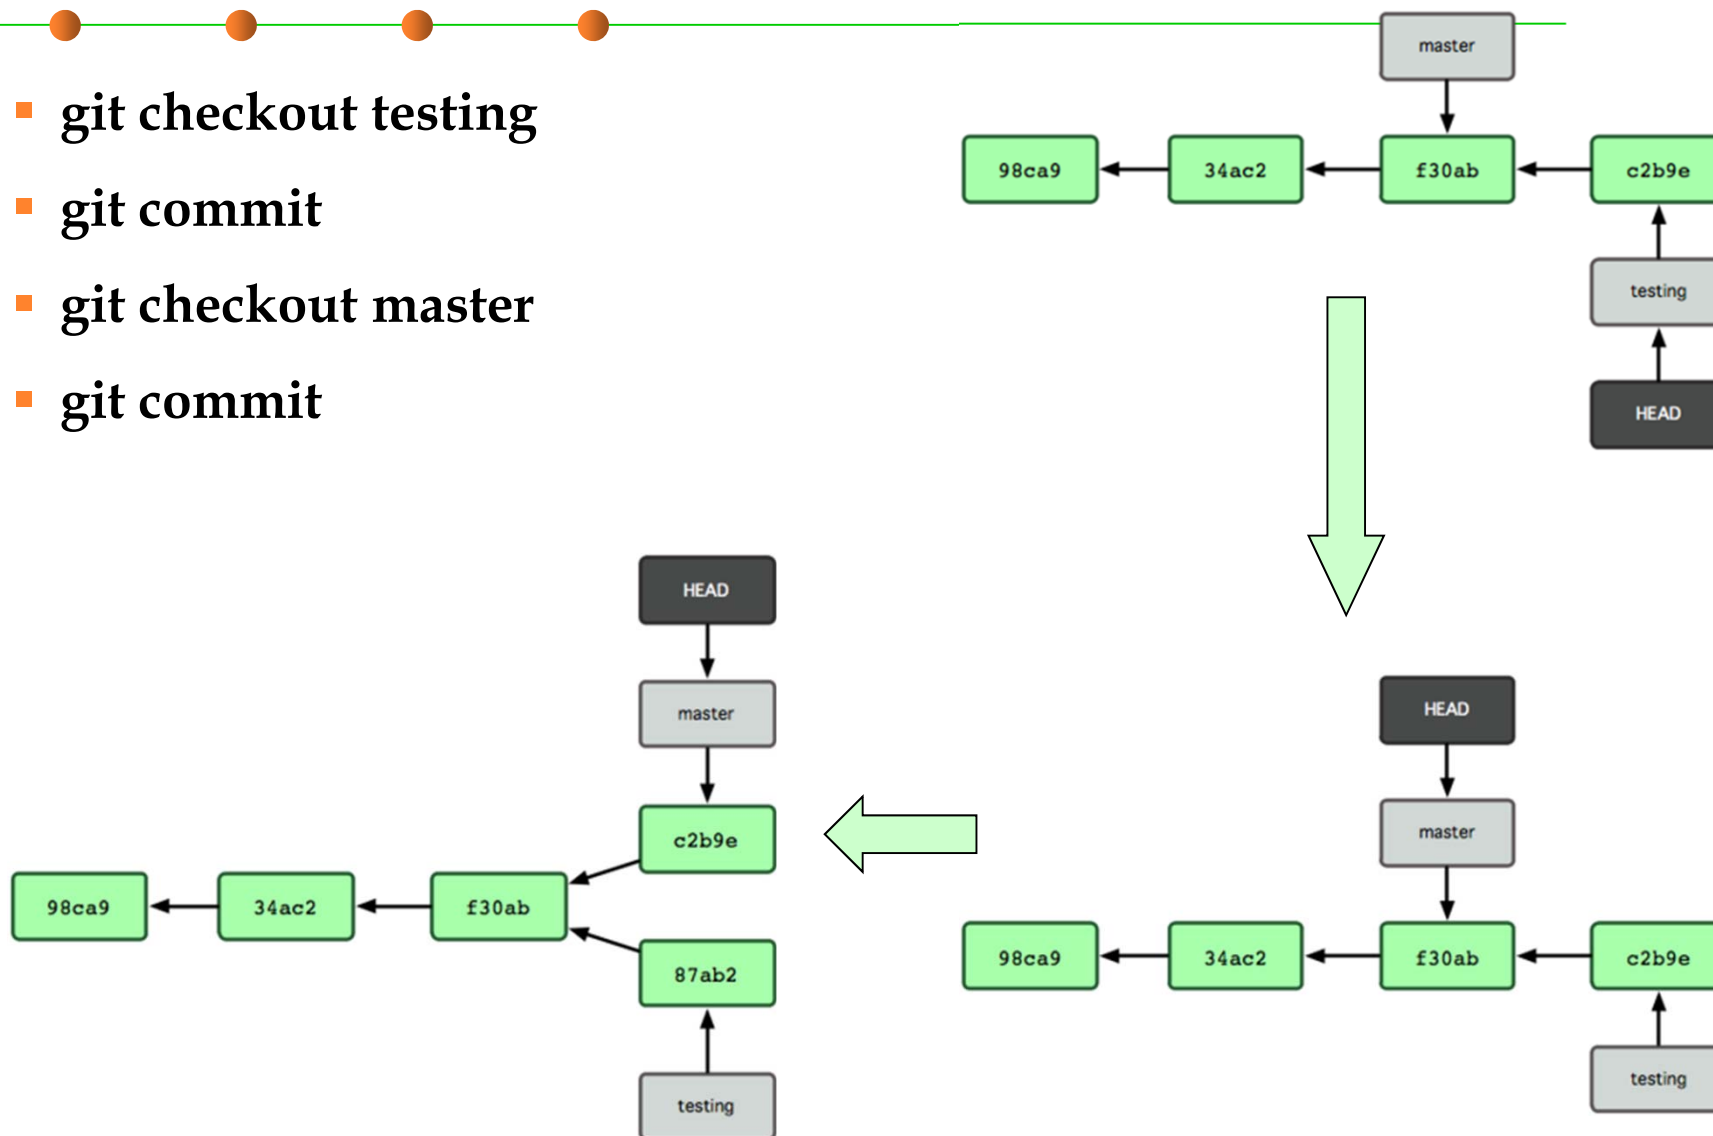 git checkout testing
git commit
git checkout master
git commit
master
98ca9
34ac2
f30ab
c2b9e
testing
HEAD
HEAD
master
98ca9
34ac2
f30ab
c2b9e
testing
HEAD
master
c2b9e
98ca9
34ac2
f30ab
87ab2
testing